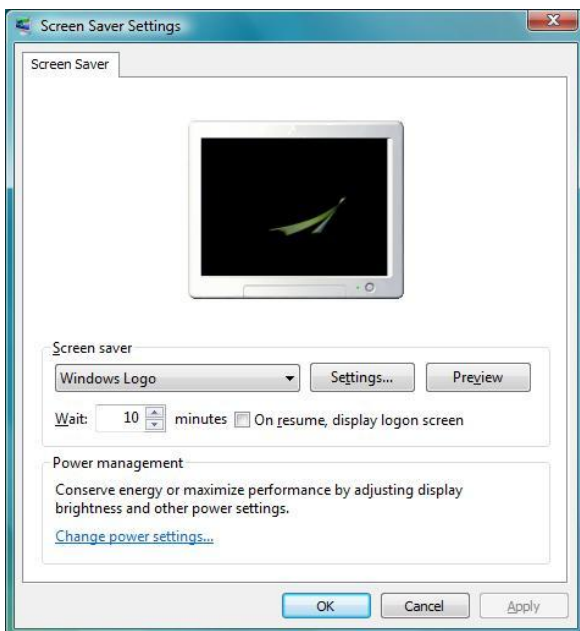 Screen Saver Settings
Screen Saver
Screen saver
Windows Logo Settings... Preview
Wait: 10 minutes On resume, display logon screen
Power management
Conserve energy or maximize performance by adjusting display
brightness and other power settings.
Change power settings...
OK Cancel Apply